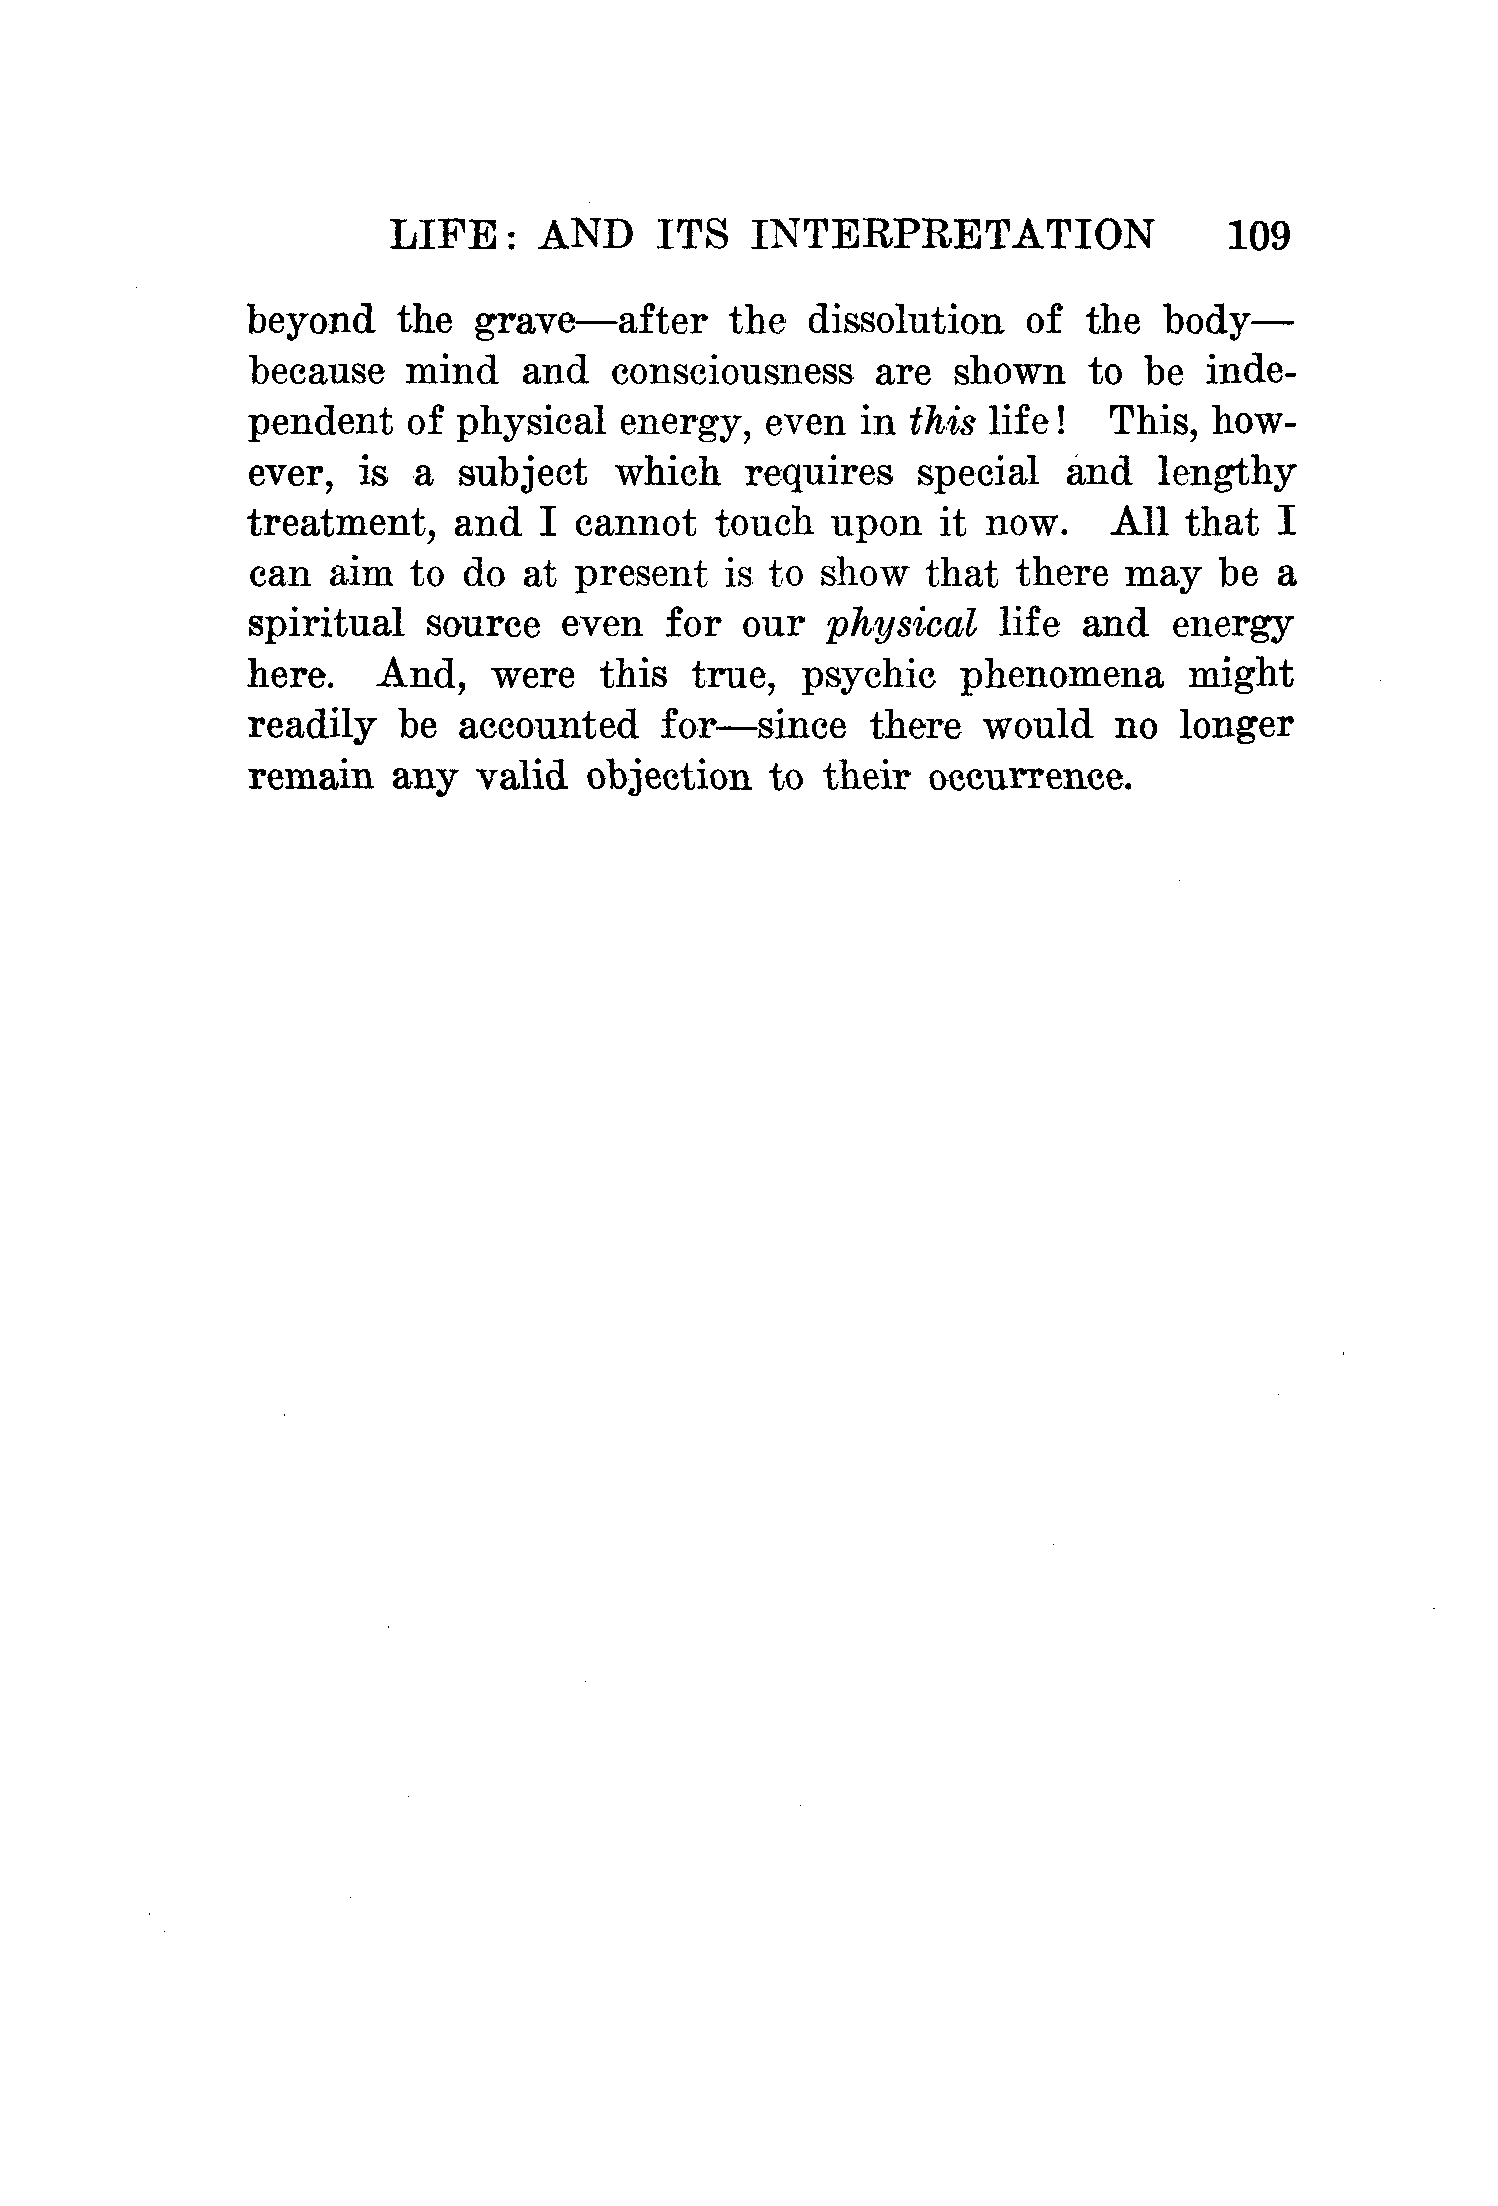 LIFE: AND ITS INTERPRETATION 109
beyond the grave—after the dissolution of the body—
because mind and consciousness are shown to be inde-
pendent of physical energy, even in this life! This, how-
ever, is a subject which requires special and lengthy
treatment, and I cannot touch upon it now. All that I
can aim to do at present is to show that there may be a
spiritual source even for our physical life and energy
here. And, were this true, psychic phenomena might
readily be accounted for—since there would no longer
remain any valid objection to their occurrence.